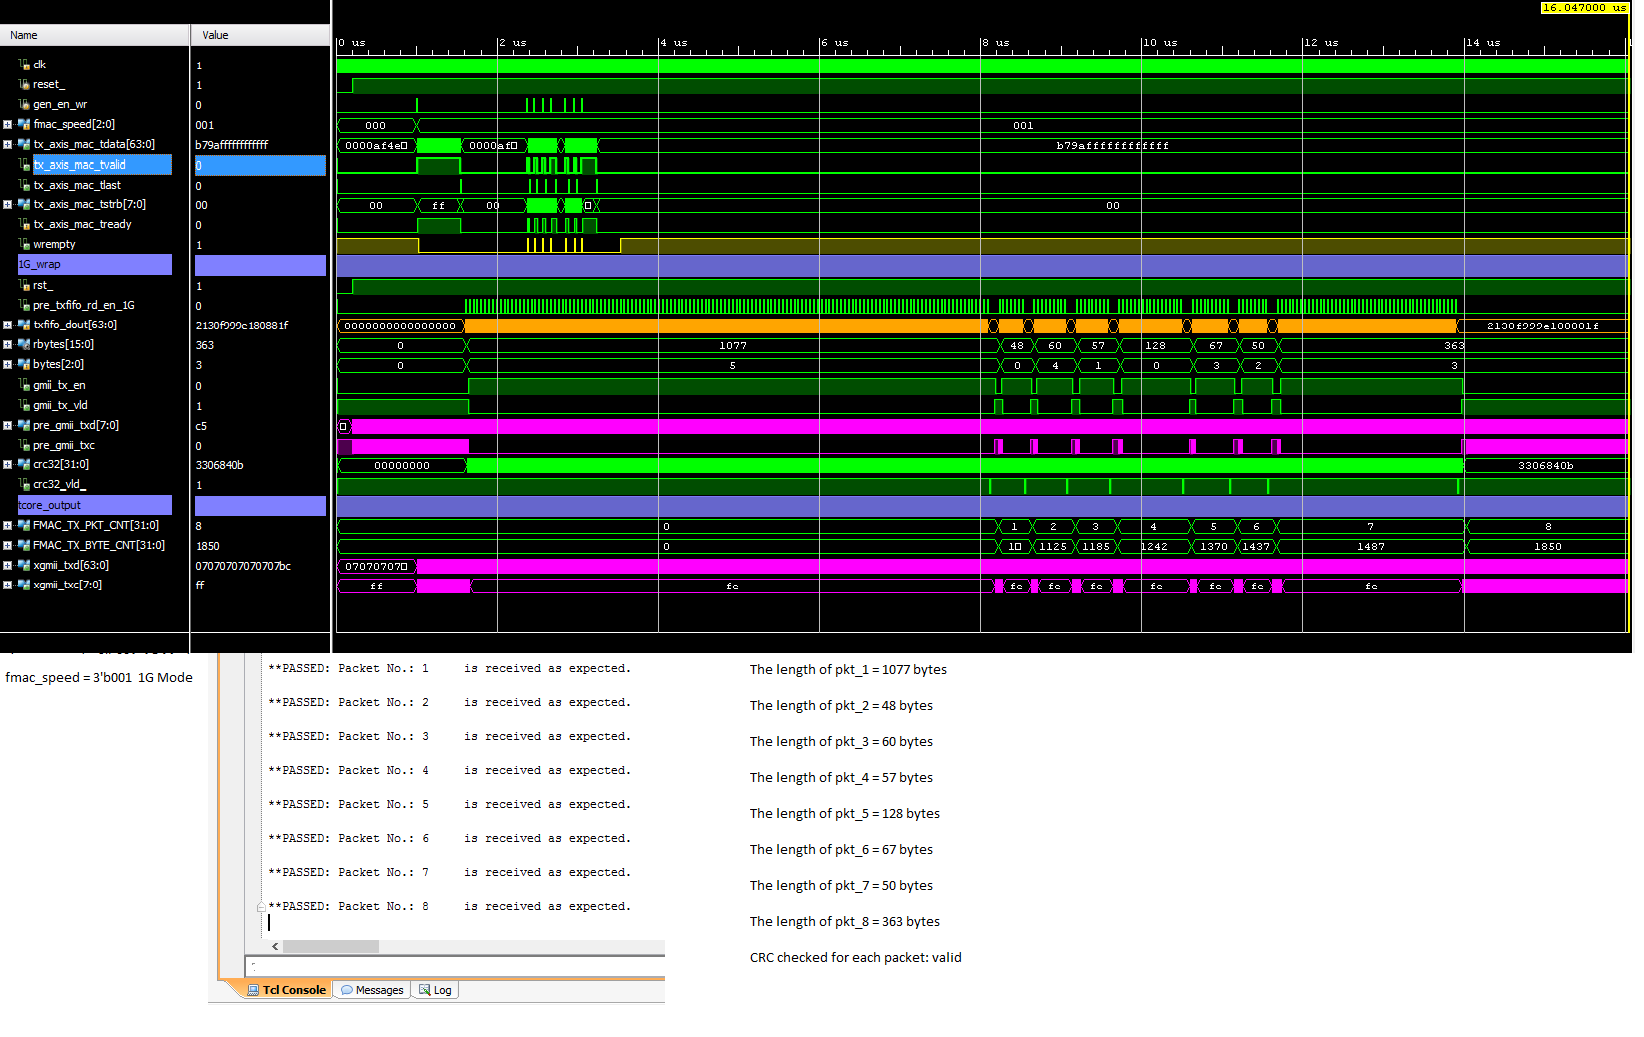 16.047000 us
Name Value
0 us 2 us 4 us 6 us 8 us 10 us 12 us 14 us
clk 1
reset_ 1
gen_en_wr 0
fmac_speed[2:0] 001 000 001
tx_axis_mac_tdata[63:0] b79affffffffffff 0000af4e 0000af b79affffffffffff
tx_axis_mac_tvalid 0
tx_axis_mac_tlast 0
tx_axis_mac_tstrb[7:0] 00 00 ff 00 00
tx_axis_mac_tready 0
wrempty 1
1G_wrap
rst_ 1
pre_txfifo_rd_en_1G 0
txfifo_dout[63:0] 2130f999c180881f 0000000000000000
rbytes[15:0] 363 0 1077 48 60 57 128 67 50 363
bytes[2:0] 3 0 5 0 4 1 0 3 2 3
gmii_tx_en 0
gmii_tx_vld 1
pre_gmii_txd[7:0] c5
pre_gmii_txc 0
crc32[31:0] 3306840b 00000000 3306840b
crc32_vld_ 1
tcore_output
FMAC_TX_PKT_CNT[31:0] 8 0 1 2 3 4 5 6 7 8
FMAC_TX_BYTE_CNT[31:0] 1850 0 10 1125 1185 1242 1370 1437 1487 1850
xgmii_txd[63:0] 07070707070707bc 07070707
xgmii_txc[7:0] ff ff fc fc fc fc fc fc fc fc
fmac_speed = 3'b001 1G Mode
**PASSED: Packet No.: 1 is received as expected.
The length of pkt_1 = 1077 bytes
**PASSED: Packet No.: 2 is received as expected.
The length of pkt_2 = 48 bytes
**PASSED: Packet No.: 3 is received as expected.
The length of pkt_3 = 60 bytes
**PASSED: Packet No.: 4 is received as expected.
The length of pkt_4 = 57 bytes
**PASSED: Packet No.: 5 is received as expected.
The length of pkt_5 = 128 bytes
**PASSED: Packet No.: 6 is received as expected.
The length of pkt_6 = 67 bytes
**PASSED: Packet No.: 7 is received as expected.
The length of pkt_7 = 50 bytes
**PASSED: Packet No.: 8 is received as expected.
The length of pkt_8 = 363 bytes
CRC checked for each packet: valid
Tcl Console Messages Log